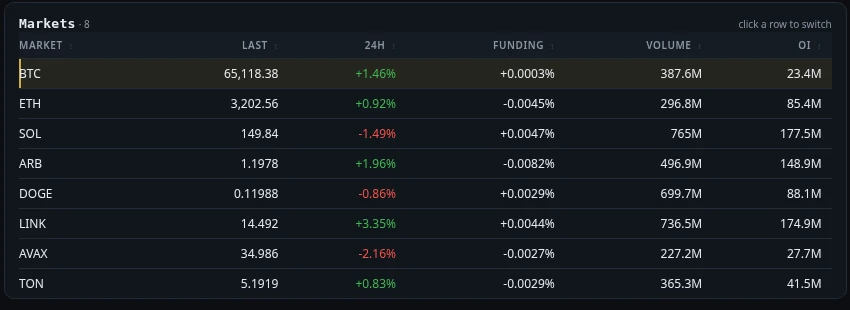 Markets · 8 click a row to switch
MARKET LAST 24H FUNDING VOLUME OI
BTC 65,118.38 +1.46% +0.0003% 387.6M 23.4M
ETH 3,202.56 +0.92% -0.0045% 296.8M 85.4M
SOL 149.84 -1.49% +0.0047% 765M 177.5M
ARB 1.1978 +1.96% -0.0082% 496.9M 148.9M
DOGE 0.11988 -0.86% +0.0029% 699.7M 88.1M
LINK 14.492 +3.35% +0.0044% 736.5M 174.9M
AVAX 34.986 -2.16% -0.0027% 227.2M 27.7M
TON 5.1919 +0.83% -0.0029% 365.3M 41.5M